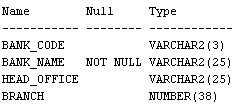 Name Null Type
----------- -------- ------------
BANK_CODE VARCHAR2(3)
BANK_NAME NOT NULL VARCHAR2(25)
HEAD_OFFICE VARCHAR2(25)
BRANCH NUMBER(38)